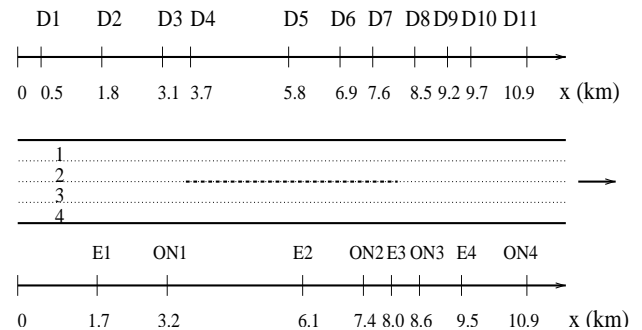 D1 D2 D3 D4 D5 D6 D7 D8 D9 D10 D11
0 0.5 1.8 3.1 3.7 5.8 6.9 7.6 8.5 9.2 9.7 10.9 x (km)
1
2
3
4
E1 ON1 E2 ON2 E3 ON3 E4 ON4
0 1.7 3.2 6.1 7.4 8.0 8.6 9.5 10.9 x (km)